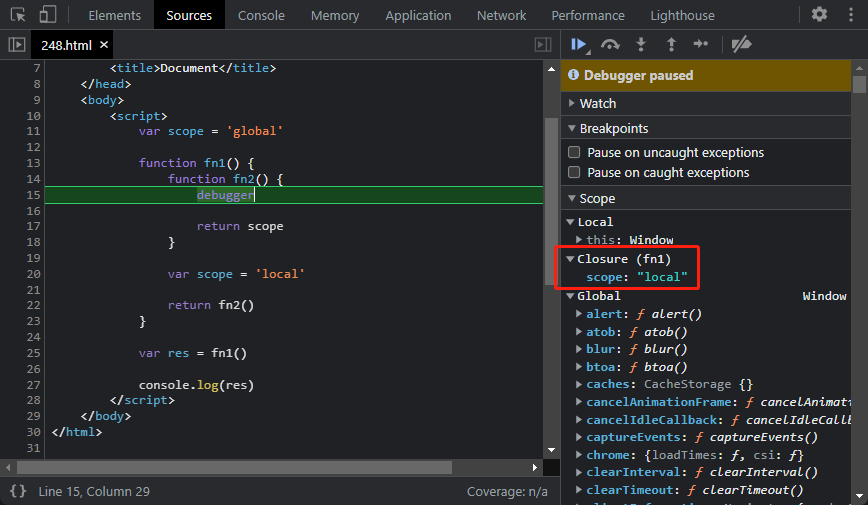 Elements Sources Console Memory Application Network Performance Lighthouse
248.html ×
7 <title>Document</title>
8 </head>
9 <body>
10 <script>
11 var scope = 'global'
12
13 function fn1() {
14 function fn2() {
15 debugger
16
17 return scope
18 }
19
20 var scope = 'local'
21
22 return fn2()
23 }
24
25 var res = fn1()
26
27 console.log(res)
28 </script>
29 </body>
30 </html>
31
{} Line 15, Column 29 Coverage: n/a
Debugger paused
Watch
Breakpoints
Pause on uncaught exceptions
Pause on caught exceptions
Scope
Local
this: Window
Closure (fn1)
scope: "local"
Global Window
alert: ƒ alert()
atob: ƒ atob()
blur: ƒ blur()
btoa: ƒ btoa()
caches: CacheStorage {}
cancelAnimationFrame: ƒ cancelAnimat
cancelIdleCallback: ƒ cancelIdleCall
captureEvents: ƒ captureEvents()
chrome: {loadTimes: ƒ, csi: ƒ}
clearInterval: ƒ clearInterval()
clearTimeout: ƒ clearTimeout()